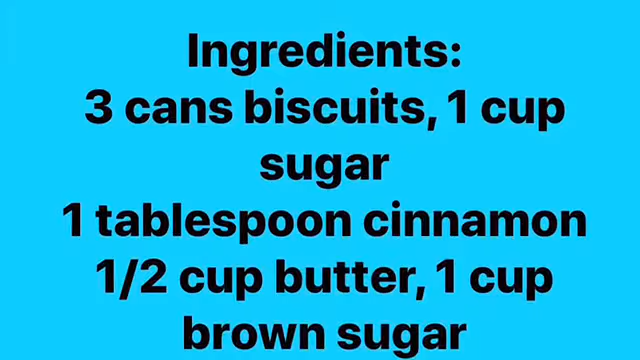 Ingredients:
3 cans biscuits, 1 cup
sugar
1 tablespoon cinnamon
1/2 cup butter, 1 cup
brown sugar